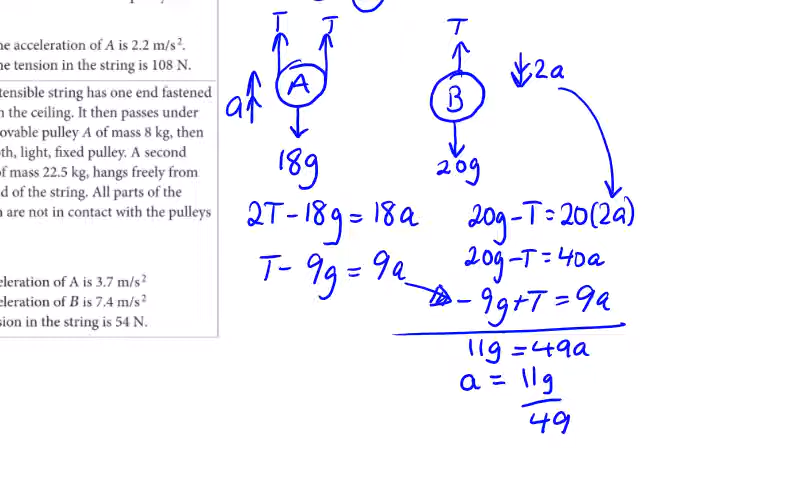 he acceleration of A is 2.2 m/s².
he tension in the string is 108 N.
tensible string has one end fastened
n the ceiling. It then passes under
ovable pulley A of mass 8 kg, then
th, light, fixed pulley. A second
f mass 22.5 kg, hangs freely from
d of the string. All parts of the
are not in contact with the pulleys
eleration of A is 3.7 m/s²
eleration of B is 7.4 m/s²
sion in the string is 54 N.
T T
A
a
18g
2T - 18g = 18a
T - 9g = 9a
T
B
2a
20g
20g - T = 20(2a)
20g - T = 40a
- 9g + T = 9a
11g = 49a
a = 11g
49